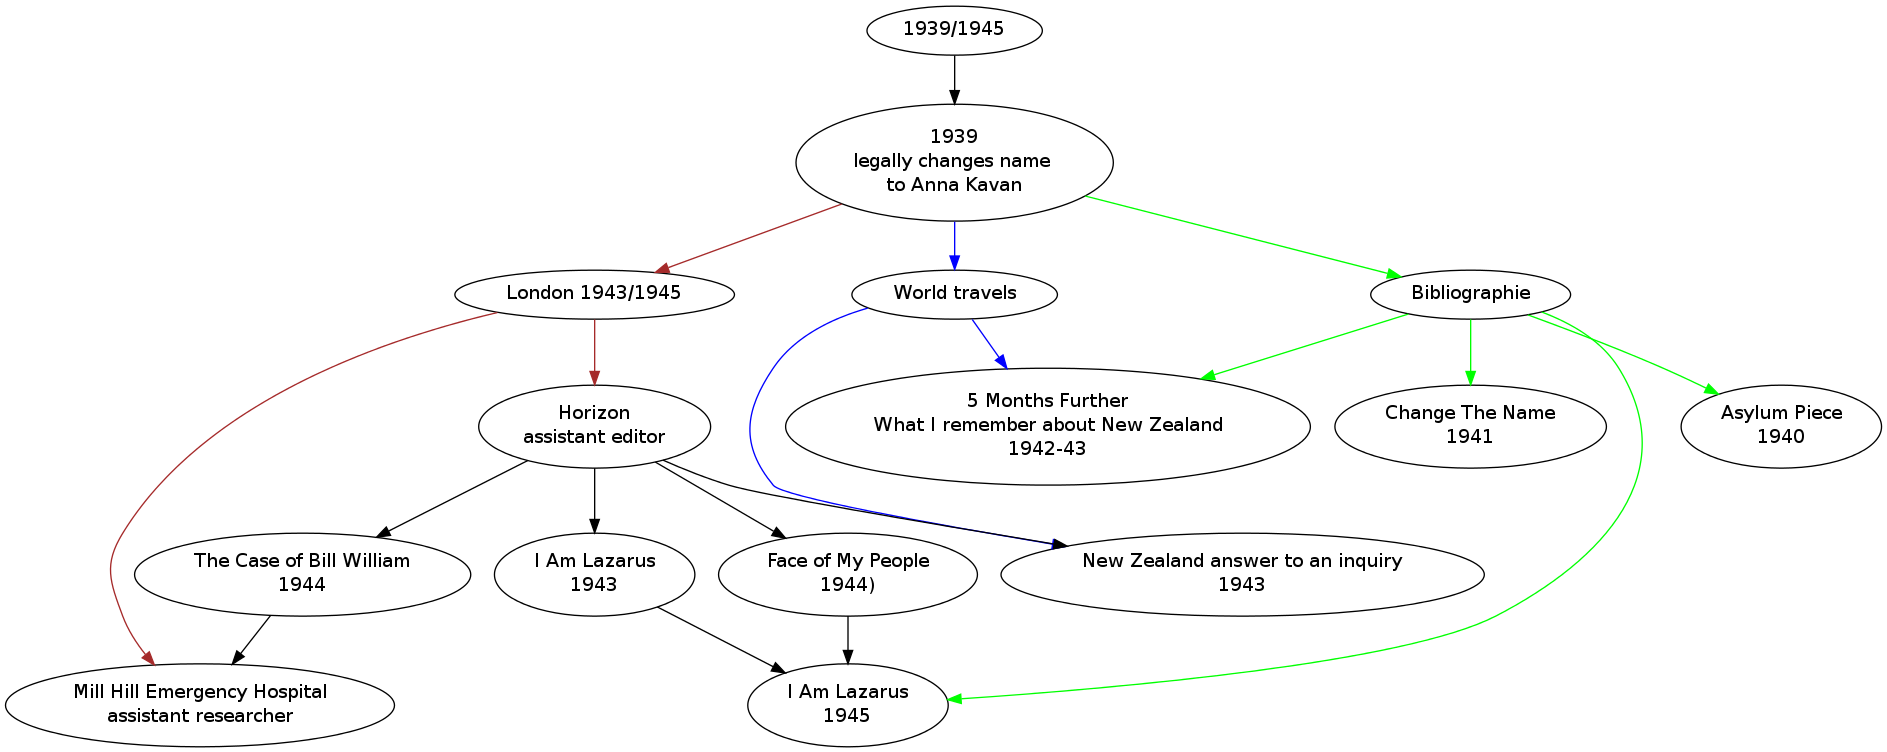 1939/1945
1939
legally changes name
to Anna Kavan
London 1943/1945
World travels
Bibliographie
Horizon
assistant editor
5 Months Further
What I remember about New Zealand
1942-43
Change The Name
1941
Asylum Piece
1940
The Case of Bill William
1944
I Am Lazarus
1943
Face of My People
1944)
New Zealand answer to an inquiry
1943
Mill Hill Emergency Hospital
assistant researcher
I Am Lazarus
1945